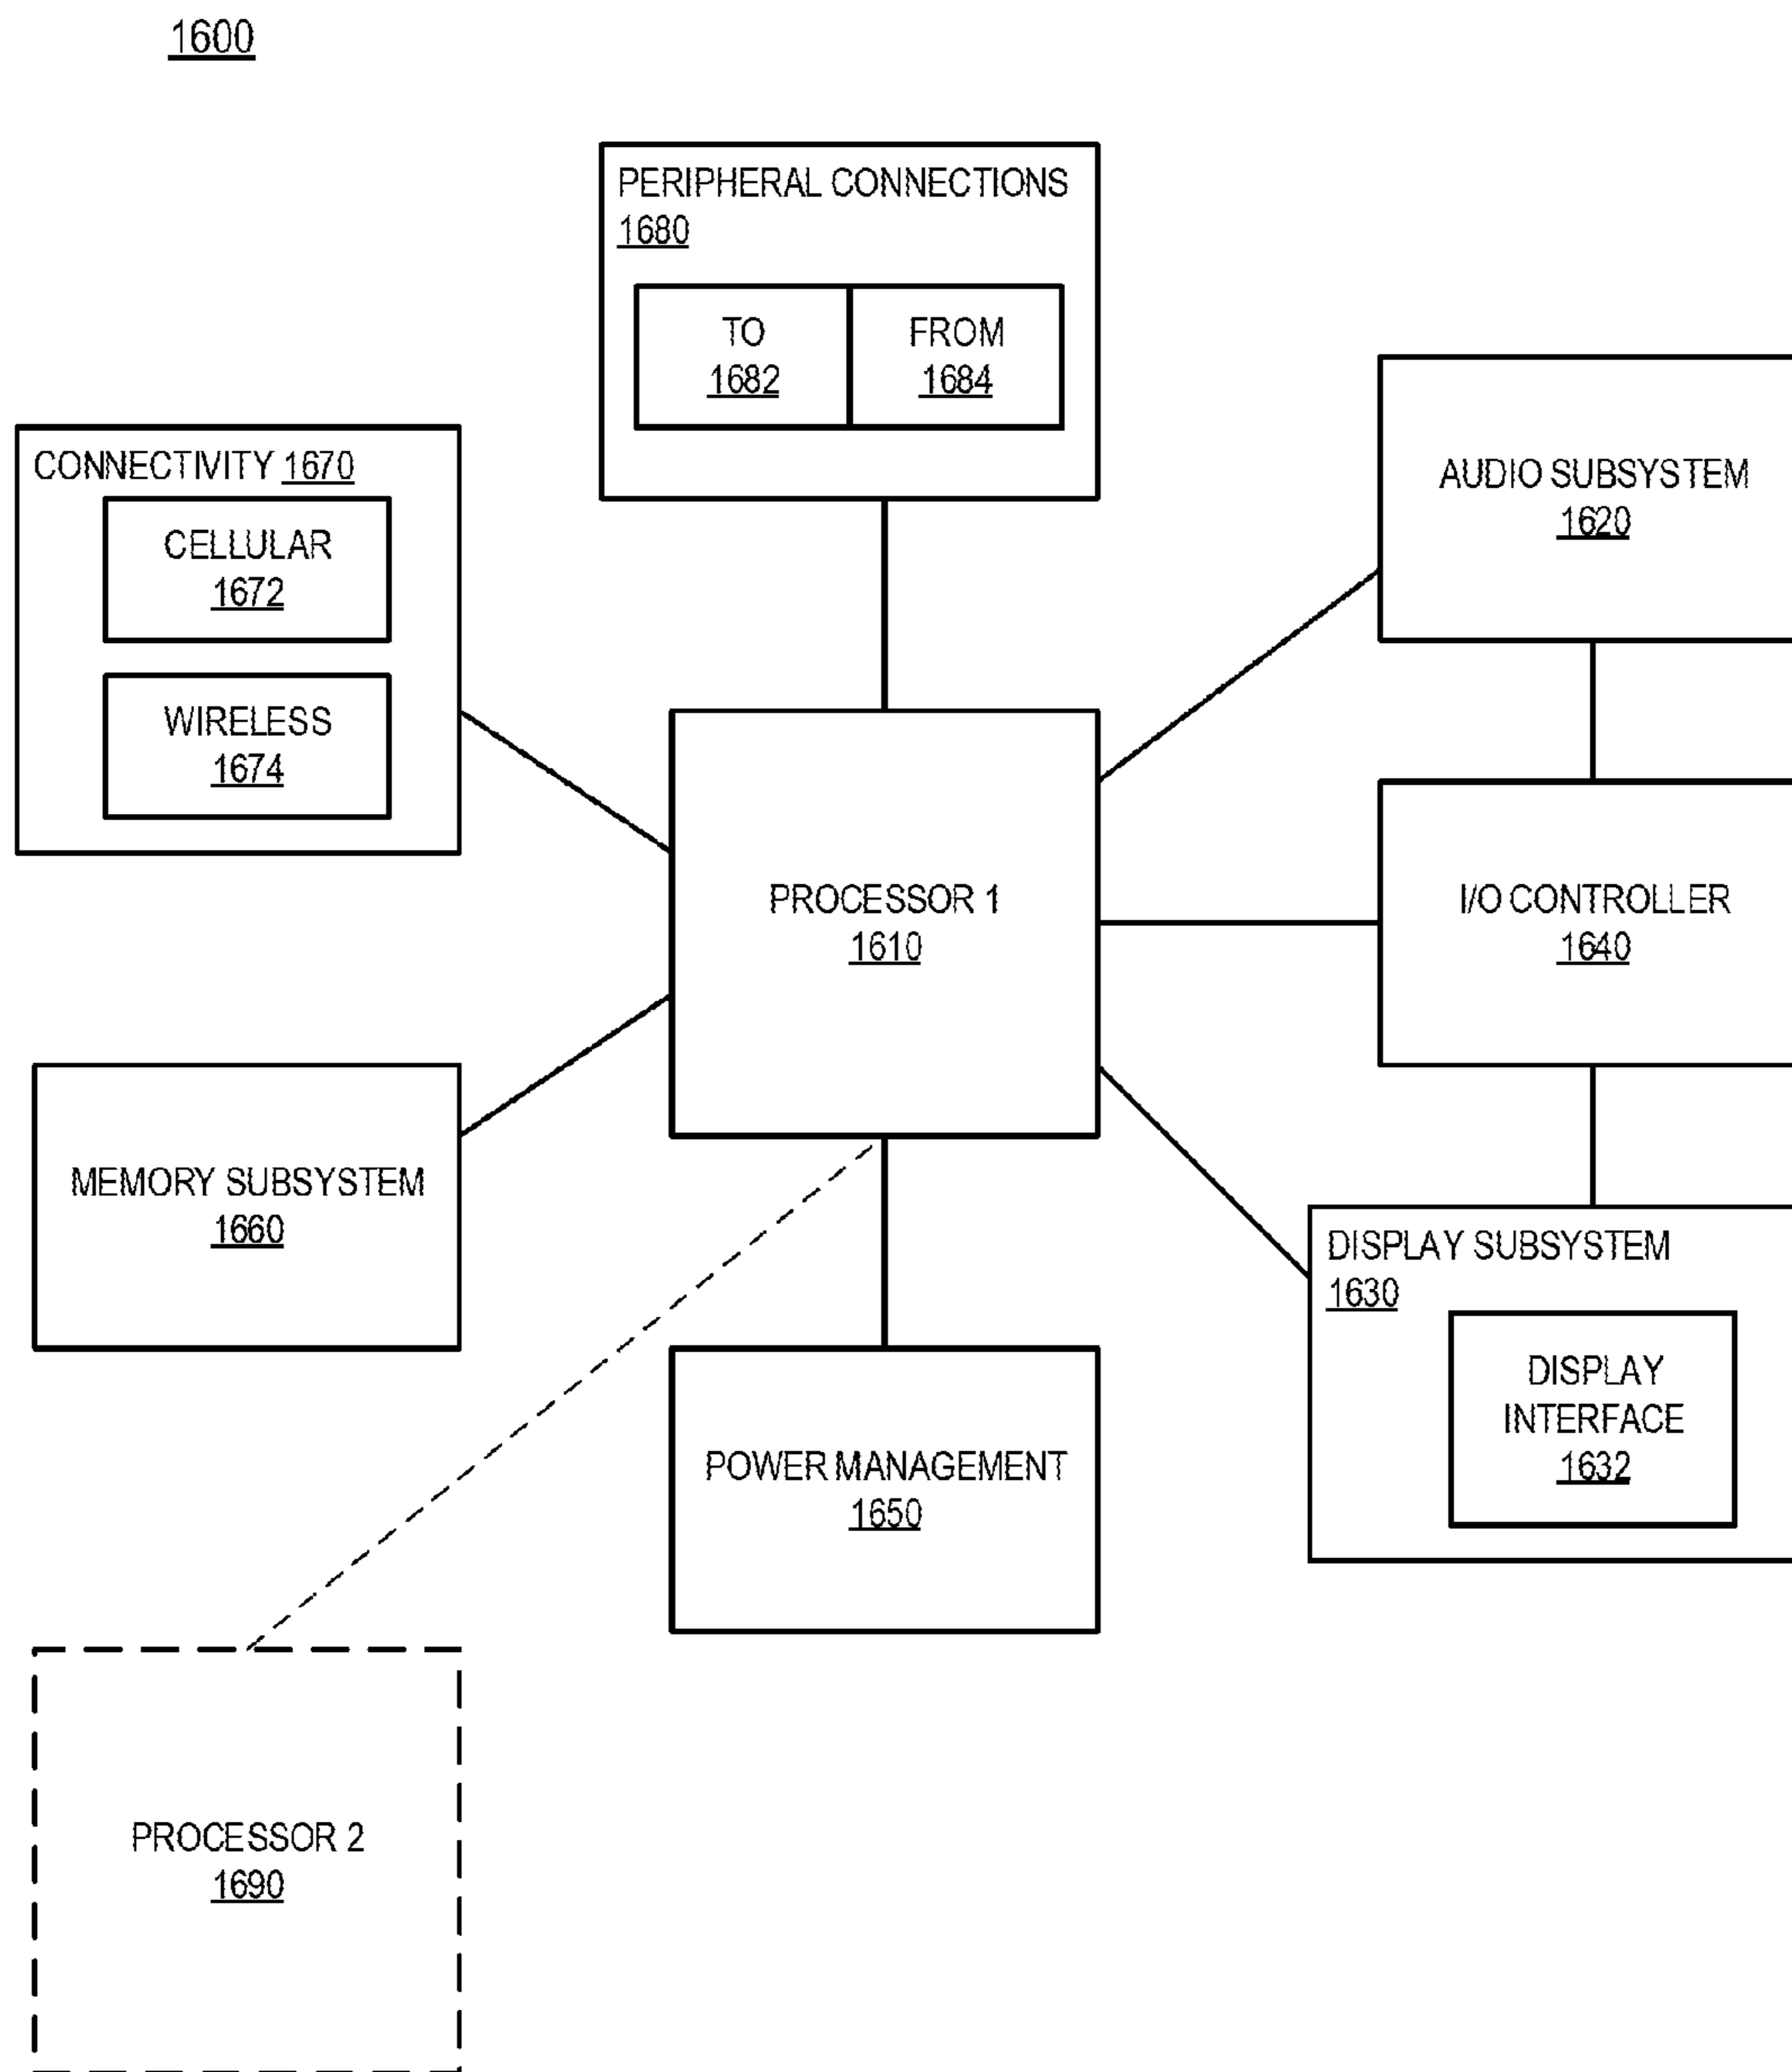 1600
PERIPHERAL CONNECTIONS
1680
TO
1682
FROM
1684
CONNECTIVITY 1670
CELLULAR
1672
WIRELESS
1674
AUDIO SUBSYSTEM
1620
PROCESSOR 1
1610
I/O CONTROLLER
1640
MEMORY SUBSYSTEM
1660
DISPLAY SUBSYSTEM
1630
DISPLAY
INTERFACE
1632
POWER MANAGEMENT
1650
PROCESSOR 2
1690